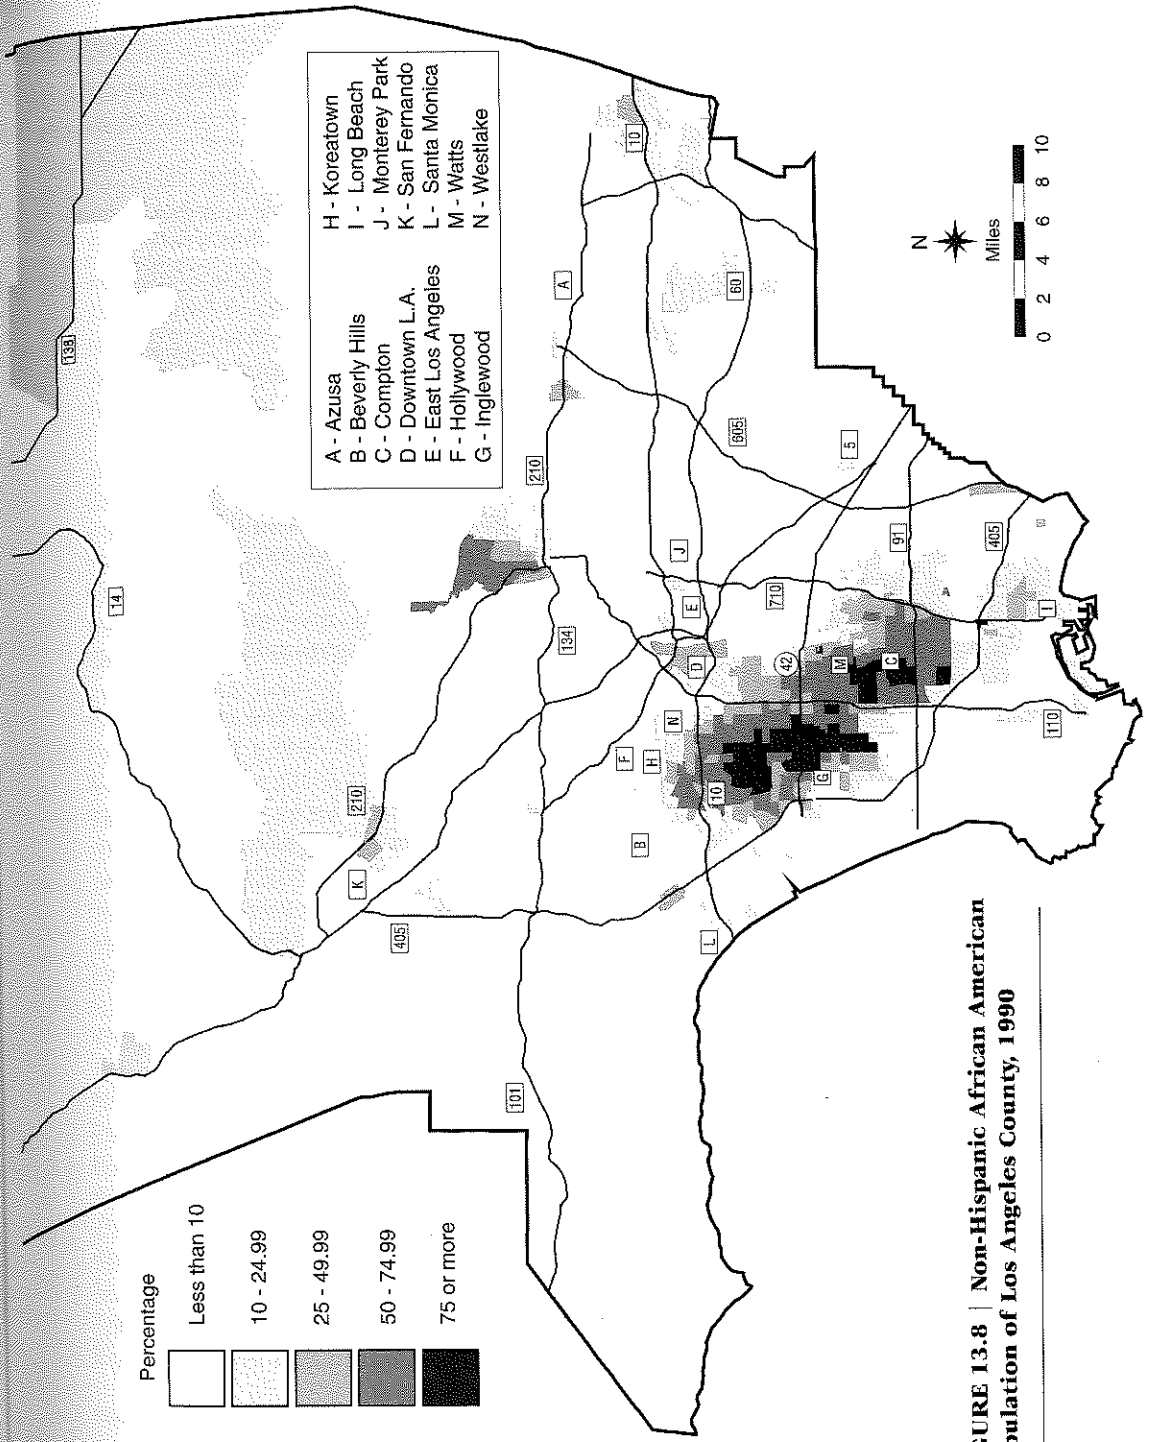 Percentage
Less than 10
10 - 24.99
25 - 49.99
50 - 74.99
75 or more
A - Azusa
B - Beverly Hills
C - Compton
D - Downtown L.A.
E - East Los Angeles
F - Hollywood
G - Inglewood
H - Koreatown
I - Long Beach
J - Monterey Park
K - San Fernando
L - Santa Monica
M - Watts
N - Westlake
138
14
210
210
A
10
134
K
405
101
F
H
N
B
10
L
D
E
J
605
60
5
710
42
M
C
G
91
405
110
I
N
Miles
0 2 4 6 8 10
GURE 13.8 | Non-Hispanic African American
pulation of Los Angeles County, 1990